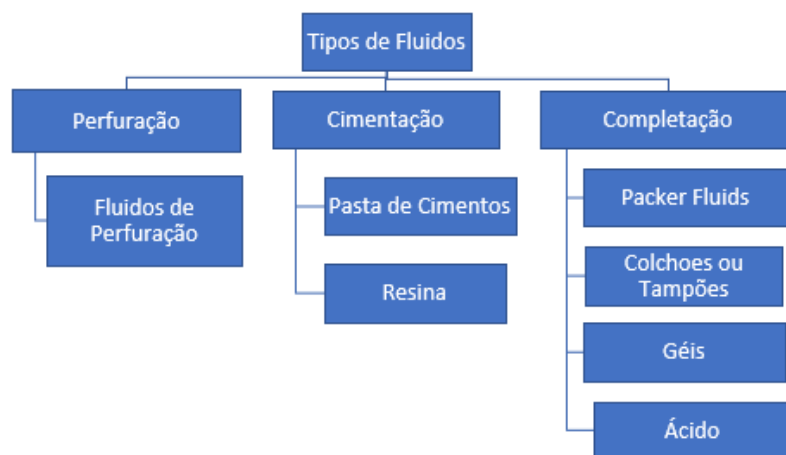 Tipos de Fluidos
Perfuração
Cimentação
Completação
Fluidos de
Perfuração
Pasta de Cimentos
Resina
Packer Fluids
Colchoes ou
Tampões
Géis
Ácido